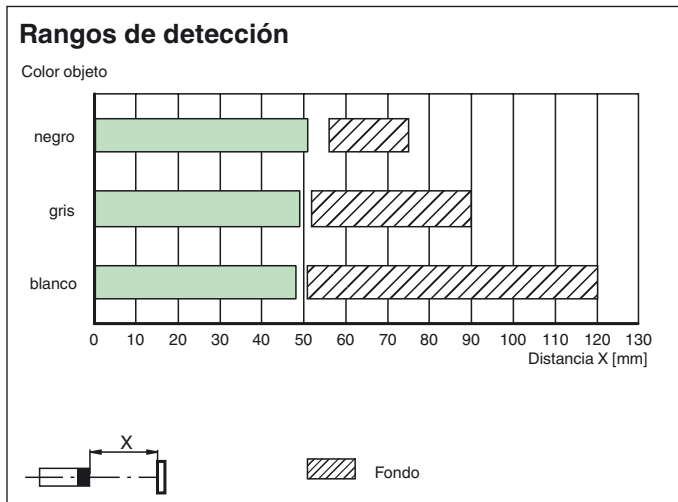 Rangos de detección
Color objeto
negro
gris
blanco
0 10 20 30 40 50 60 70 80 90 100 110 120 130
Distancia X [mm]
X
Fondo